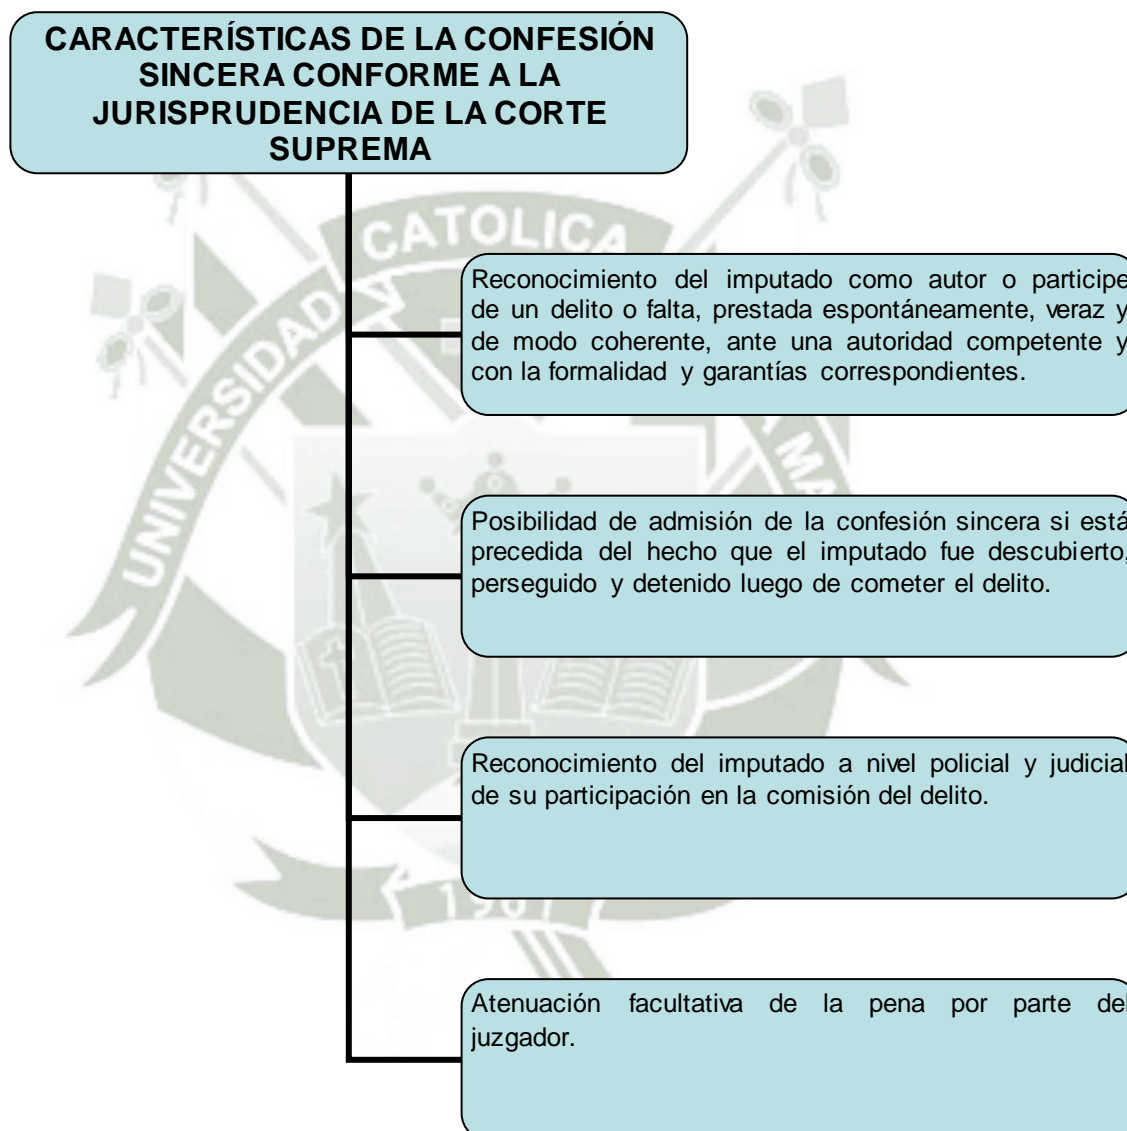 CARACTERÍSTICAS DE LA CONFESIÓN
SINCERA CONFORME A LA
JURISPRUDENCIA DE LA CORTE
SUPREMA
CATOLICA
UNIVERSIDAD
MA
Reconocimiento del imputado como autor o participe
de un delito o falta, prestada espontáneamente, veraz y
de modo coherente, ante una autoridad competente y
con la formalidad y garantías correspondientes.
Posibilidad de admisión de la confesión sincera si está
precedida del hecho que el imputado fue descubierto,
perseguido y detenido luego de cometer el delito.
Reconocimiento del imputado a nivel policial y judicial
de su participación en la comisión del delito.
196
Atenuación facultativa de la pena por parte del
juzgador.